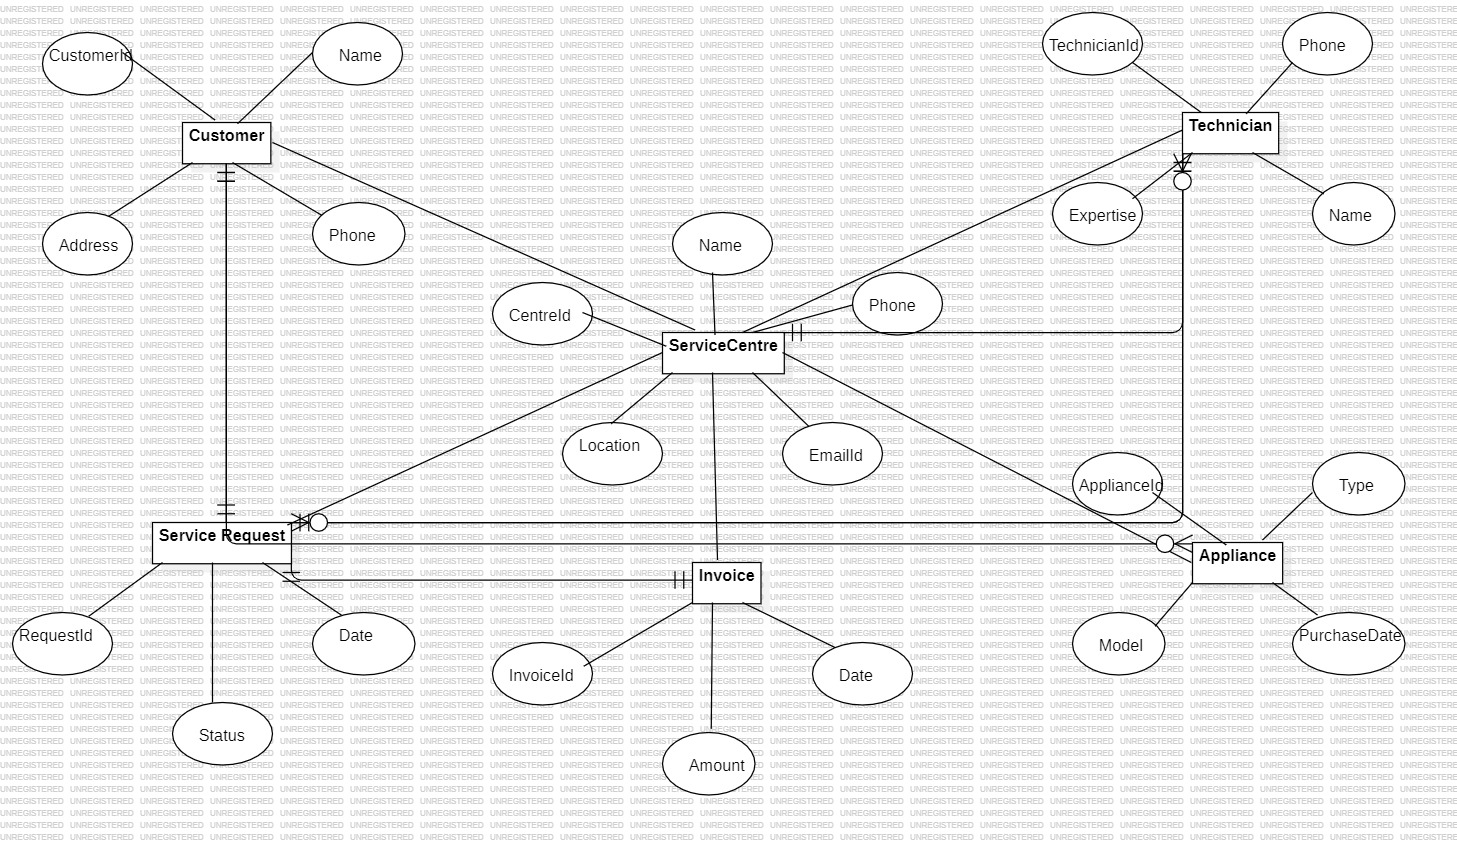 CustomerId
Name
TechnicianId
Phone
Customer
Technician
Address
Phone
Expertise
Name
Name
CentreId
Phone
ServiceCentre
Location
EmailId
ApplianceId
Type
Service Request
Appliance
Invoice
RequestId
Date
Model
PurchaseDate
InvoiceId
Date
Status
Amount
UNREGISTERED